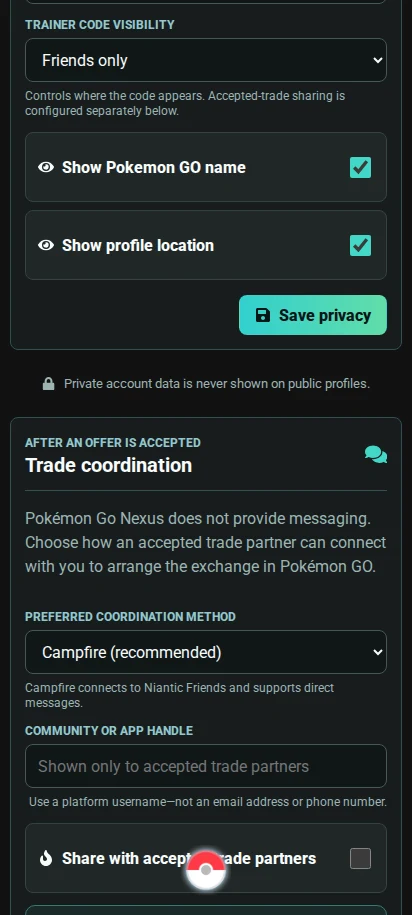 TRAINER CODE VISIBILITY
Friends only
Controls where the code appears. Accepted-trade sharing is
configured separately below.
Show Pokemon GO name
Show profile location
Save privacy
Private account data is never shown on public profiles.
AFTER AN OFFER IS ACCEPTED
Trade coordination
Pokémon Go Nexus does not provide messaging.
Choose how an accepted trade partner can connect
with you to arrange the exchange in Pokémon GO.
PREFERRED COORDINATION METHOD
Campfire (recommended)
Campfire connects to Niantic Friends and supports direct
messages.
COMMUNITY OR APP HANDLE
Shown only to accepted trade partners
Use a platform username—not an email address or phone number.
Share with accepted trade partners